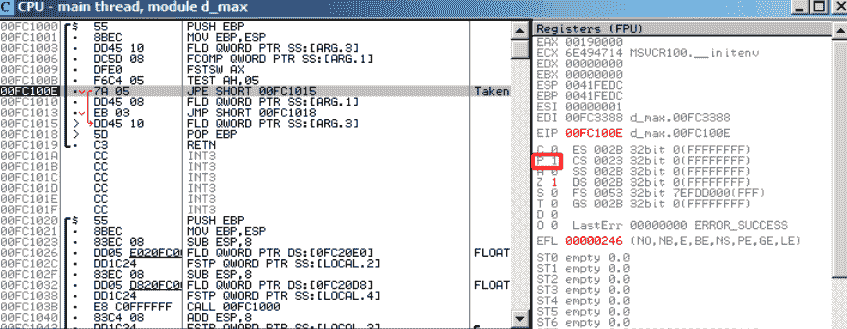 CPU - main thread, module d_max
00FC1000 $ 55 PUSH EBP
00FC1001 . 8BEC MOV EBP,ESP
00FC1003 . DD45 10 FLD QWORD PTR SS:[ARG.3]
00FC1006 . DC5D 08 FCOMP QWORD PTR SS:[ARG.1]
00FC1009 . DFE0 FSTSW AX
00FC100B . F6C4 05 TEST AH,05
00FC100E . 7A 05 JPE SHORT 00FC1015 Taken
00FC1010 . DD45 08 FLD QWORD PTR SS:[ARG.1]
00FC1013 . EB 03 JMP SHORT 00FC1018
00FC1015 > DD45 10 FLD QWORD PTR SS:[ARG.3]
00FC1018 > 5D POP EBP
00FC1019 . C3 RETN
00FC101A CC INT3
00FC101B CC INT3
00FC101C CC INT3
00FC101D CC INT3
00FC101E CC INT3
00FC101F CC INT3
00FC1020 $ 55 PUSH EBP
00FC1021 . 8BEC MOV EBP,ESP
00FC1023 . 83EC 08 SUB ESP,8
00FC1026 . DD05 E020FC00 FLD QWORD PTR DS:[0FC20E0] FLOAT
00FC102C . DD1C24 FSTP QWORD PTR SS:[LOCAL.2]
00FC102F . 83EC 08 SUB ESP,8
00FC1032 . DD05 D820FC00 FLD QWORD PTR DS:[0FC20D8] FLOAT
00FC1038 . DD1C24 FSTP QWORD PTR SS:[LOCAL.4]
00FC103B . E8 C0FFFFFF CALL 00FC1000
00FC1040 . 83C4 08 ADD ESP,8
Registers (FPU)
EAX 00190000
ECX 6E494714 MSVCR100.__initenv
EDX 00000000
EBX 00000000
ESP 0041FEDC
EBP 0041FEDC
ESI 00000001
EDI 00FC3388 d_max.00FC3388
EIP 00FC100E d_max.00FC100E
C 0 ES 002B 32bit 0(FFFFFFFF)
P 1 CS 0023 32bit 0(FFFFFFFF)
A 0 SS 002B 32bit 0(FFFFFFFF)
Z 1 DS 002B 32bit 0(FFFFFFFF)
S 0 FS 0053 32bit 7EFDD000(FFF)
T 0 GS 002B 32bit 0(FFFFFFFF)
D 0
O 0 LastErr 00000000 ERROR_SUCCESS
EFL 00000246 (NO,NB,E,BE,NS,PE,GE,LE)
ST0 empty 0.0
ST1 empty 0.0
ST2 empty 0.0
ST3 empty 0.0
ST4 empty 0.0
ST5 empty 0.0
ST6 empty 0.0